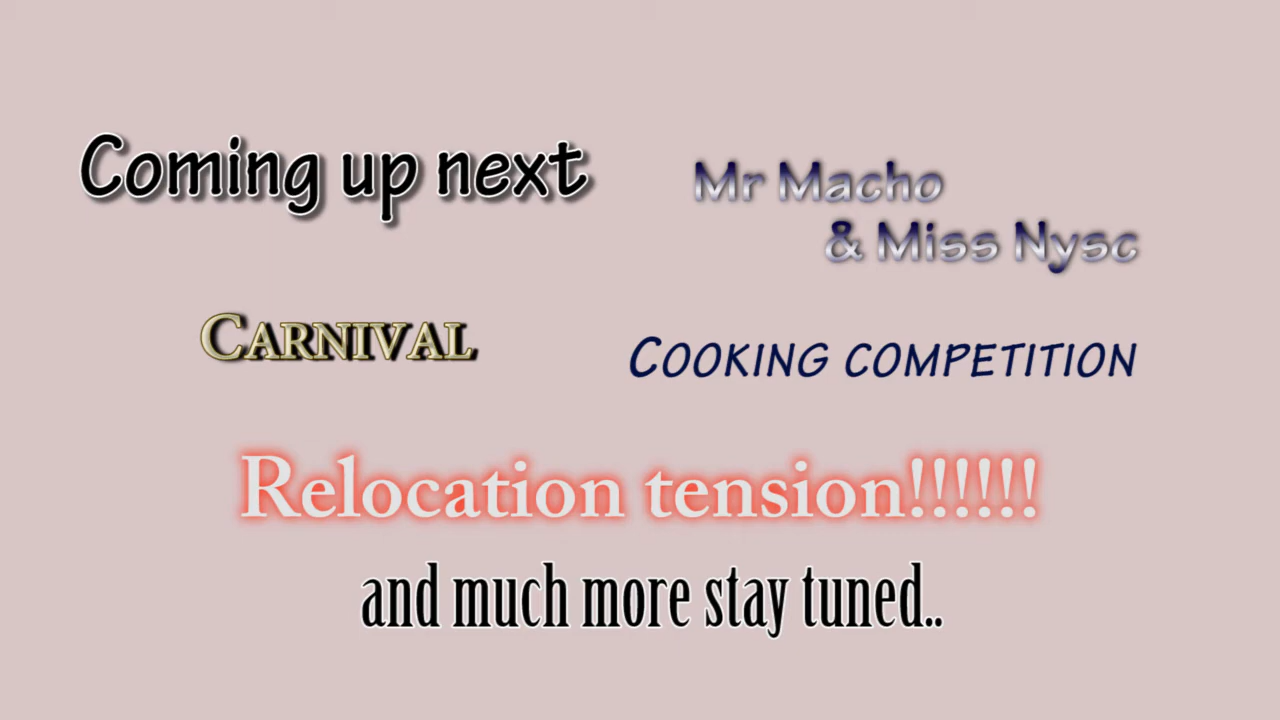 Coming up next
Mr Macho
& Miss Nysc
Carnival
Cooking competition
Relocation tension!!!!!!
and much more stay tuned..